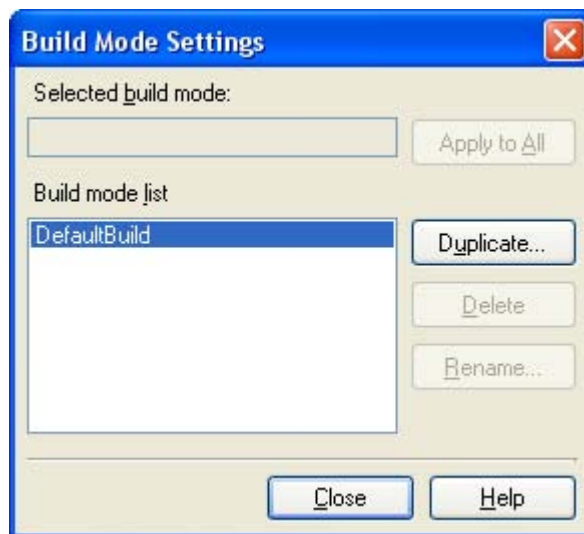 Build Mode Settings
Selected build mode:
Apply to All
Build mode list
DefaultBuild
Duplicate...
Delete
Rename...
Close
Help